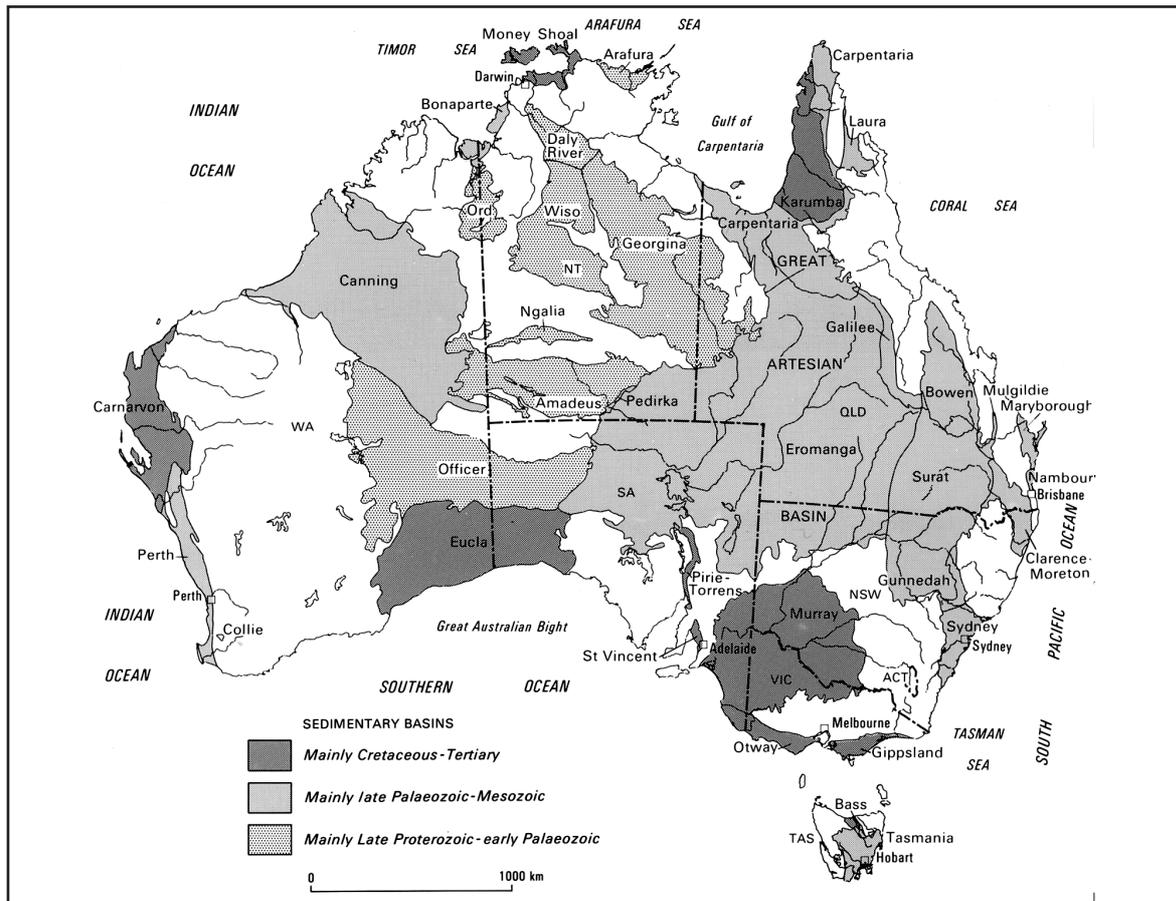 ARAFURA SEA
Money Shoal
TIMOR SEA
Arafura
Carpentaria
Darwin
Bonaparte
INDIAN
OCEAN
Gulf of
Carpentaria
Laura
Daly
River
Karumba
CORAL SEA
Ord
Wiso
Carpentaria
Georgina
GREAT
NT
Canning
Ngalia
Galilee
ARTESIAN
Bowen
Mulgildie
Maryborough
Carnarvon
Amadeus
Pedirka
QLD
WA
Eromanga
Officer
Surat
Nambour
Brisbane
SA
BASIN
OCEAN
Eucla
Perth
Pirie-
Torrens
Gunnedah
Clarence-
Moreton
Perth
NSW
INDIAN
Murray
Collie
Great Australian Bight
Sydney
Sydney
PACIFIC
St Vincent
Adelaide
OCEAN
SOUTHERN OCEAN
VIC
ACT
SEDIMENTARY BASINS
Melbourne
TASMAN
SEA
SOUTH
Mainly Cretaceous-Tertiary
Otway
Gippsland
Mainly late Palaeozoic-Mesozoic
Bass
Mainly Late Proterozoic-early Palaeozoic
TAS
Tasmania
Hobart
0 1000 km